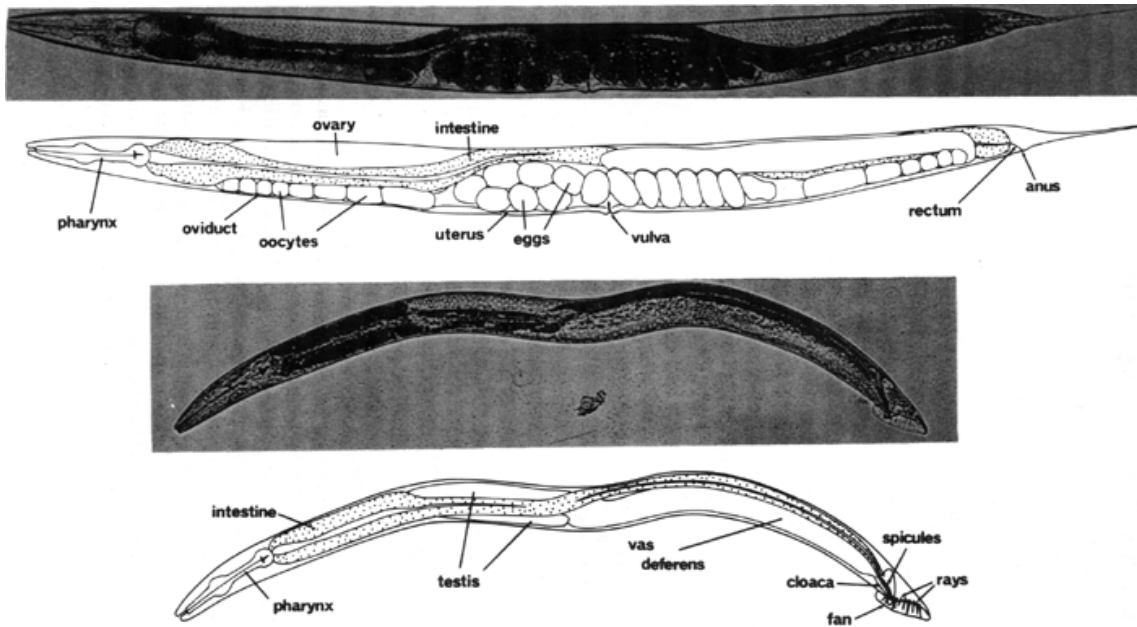 ovary
intestine
pharynx
oviduct
oocytes
uterus
eggs
vulva
rectum
anus
intestine
pharynx
testis
vas
deferens
spicules
cloaca
rays
fan